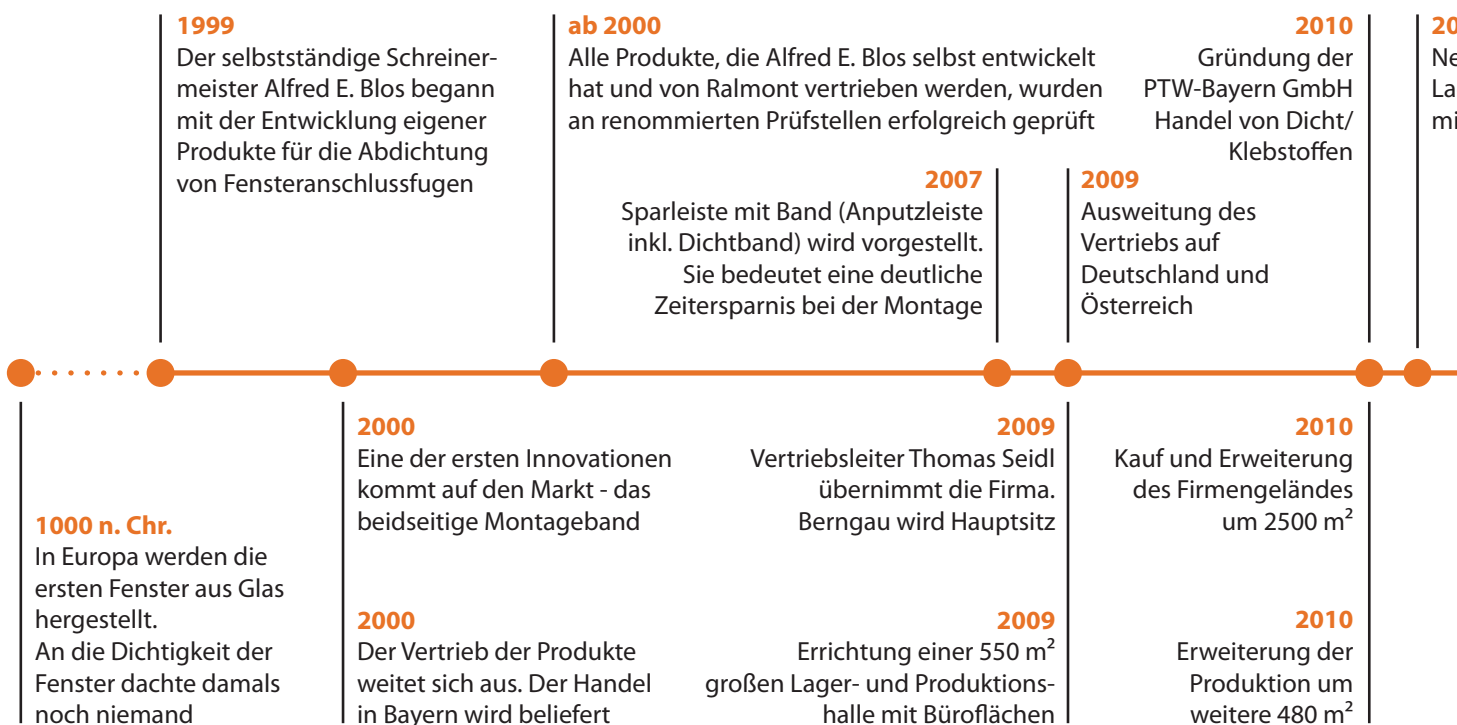 1999
Der selbstständige Schreiner-
meister Alfred E. Blos begann
mit der Entwicklung eigener
Produkte für die Abdichtung
von Fensteranschlussfugen
ab 2000
Alle Produkte, die Alfred E. Blos selbst entwickelt
hat und von Ralmont vertrieben werden, wurden
an renommierten Prüfstellen erfolgreich geprüft
2010
Gründung der
PTW-Bayern GmbH
Handel von Dicht/
Klebstoffen
2007
Sparleiste mit Band (Anputzleiste
inkl. Dichtband) wird vorgestellt.
Sie bedeutet eine deutliche
Zeitersparnis bei der Montage
2009
Ausweitung des
Vertriebs auf
Deutschland und
Österreich
1000 n. Chr.
In Europa werden die
ersten Fenster aus Glas
hergestellt.
An die Dichtigkeit der
Fenster dachte damals
noch niemand
2000
Eine der ersten Innovationen
kommt auf den Markt - das
beidseitige Montageband
2000
Der Vertrieb der Produkte
weitet sich aus. Der Handel
in Bayern wird beliefert
2009
Vertriebsleiter Thomas Seidl
übernimmt die Firma.
Berngau wird Hauptsitz
2009
Errichtung einer 550 m²
großen Lager- und Produktions-
halle mit Büroflächen
2010
Kauf und Erweiterung
des Firmengeländes
um 2500 m²
2010
Erweiterung der
Produktion um
weitere 480 m²